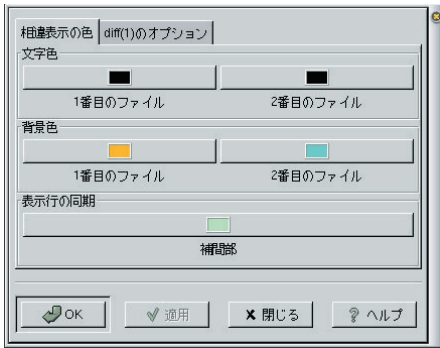 相違表示の色 diff(1)のオプション
文字色
1番目のファイル 2番目のファイル
背景色
1番目のファイル 2番目のファイル
表示行の同期
補間部
OK 適用 閉じる ヘルプ